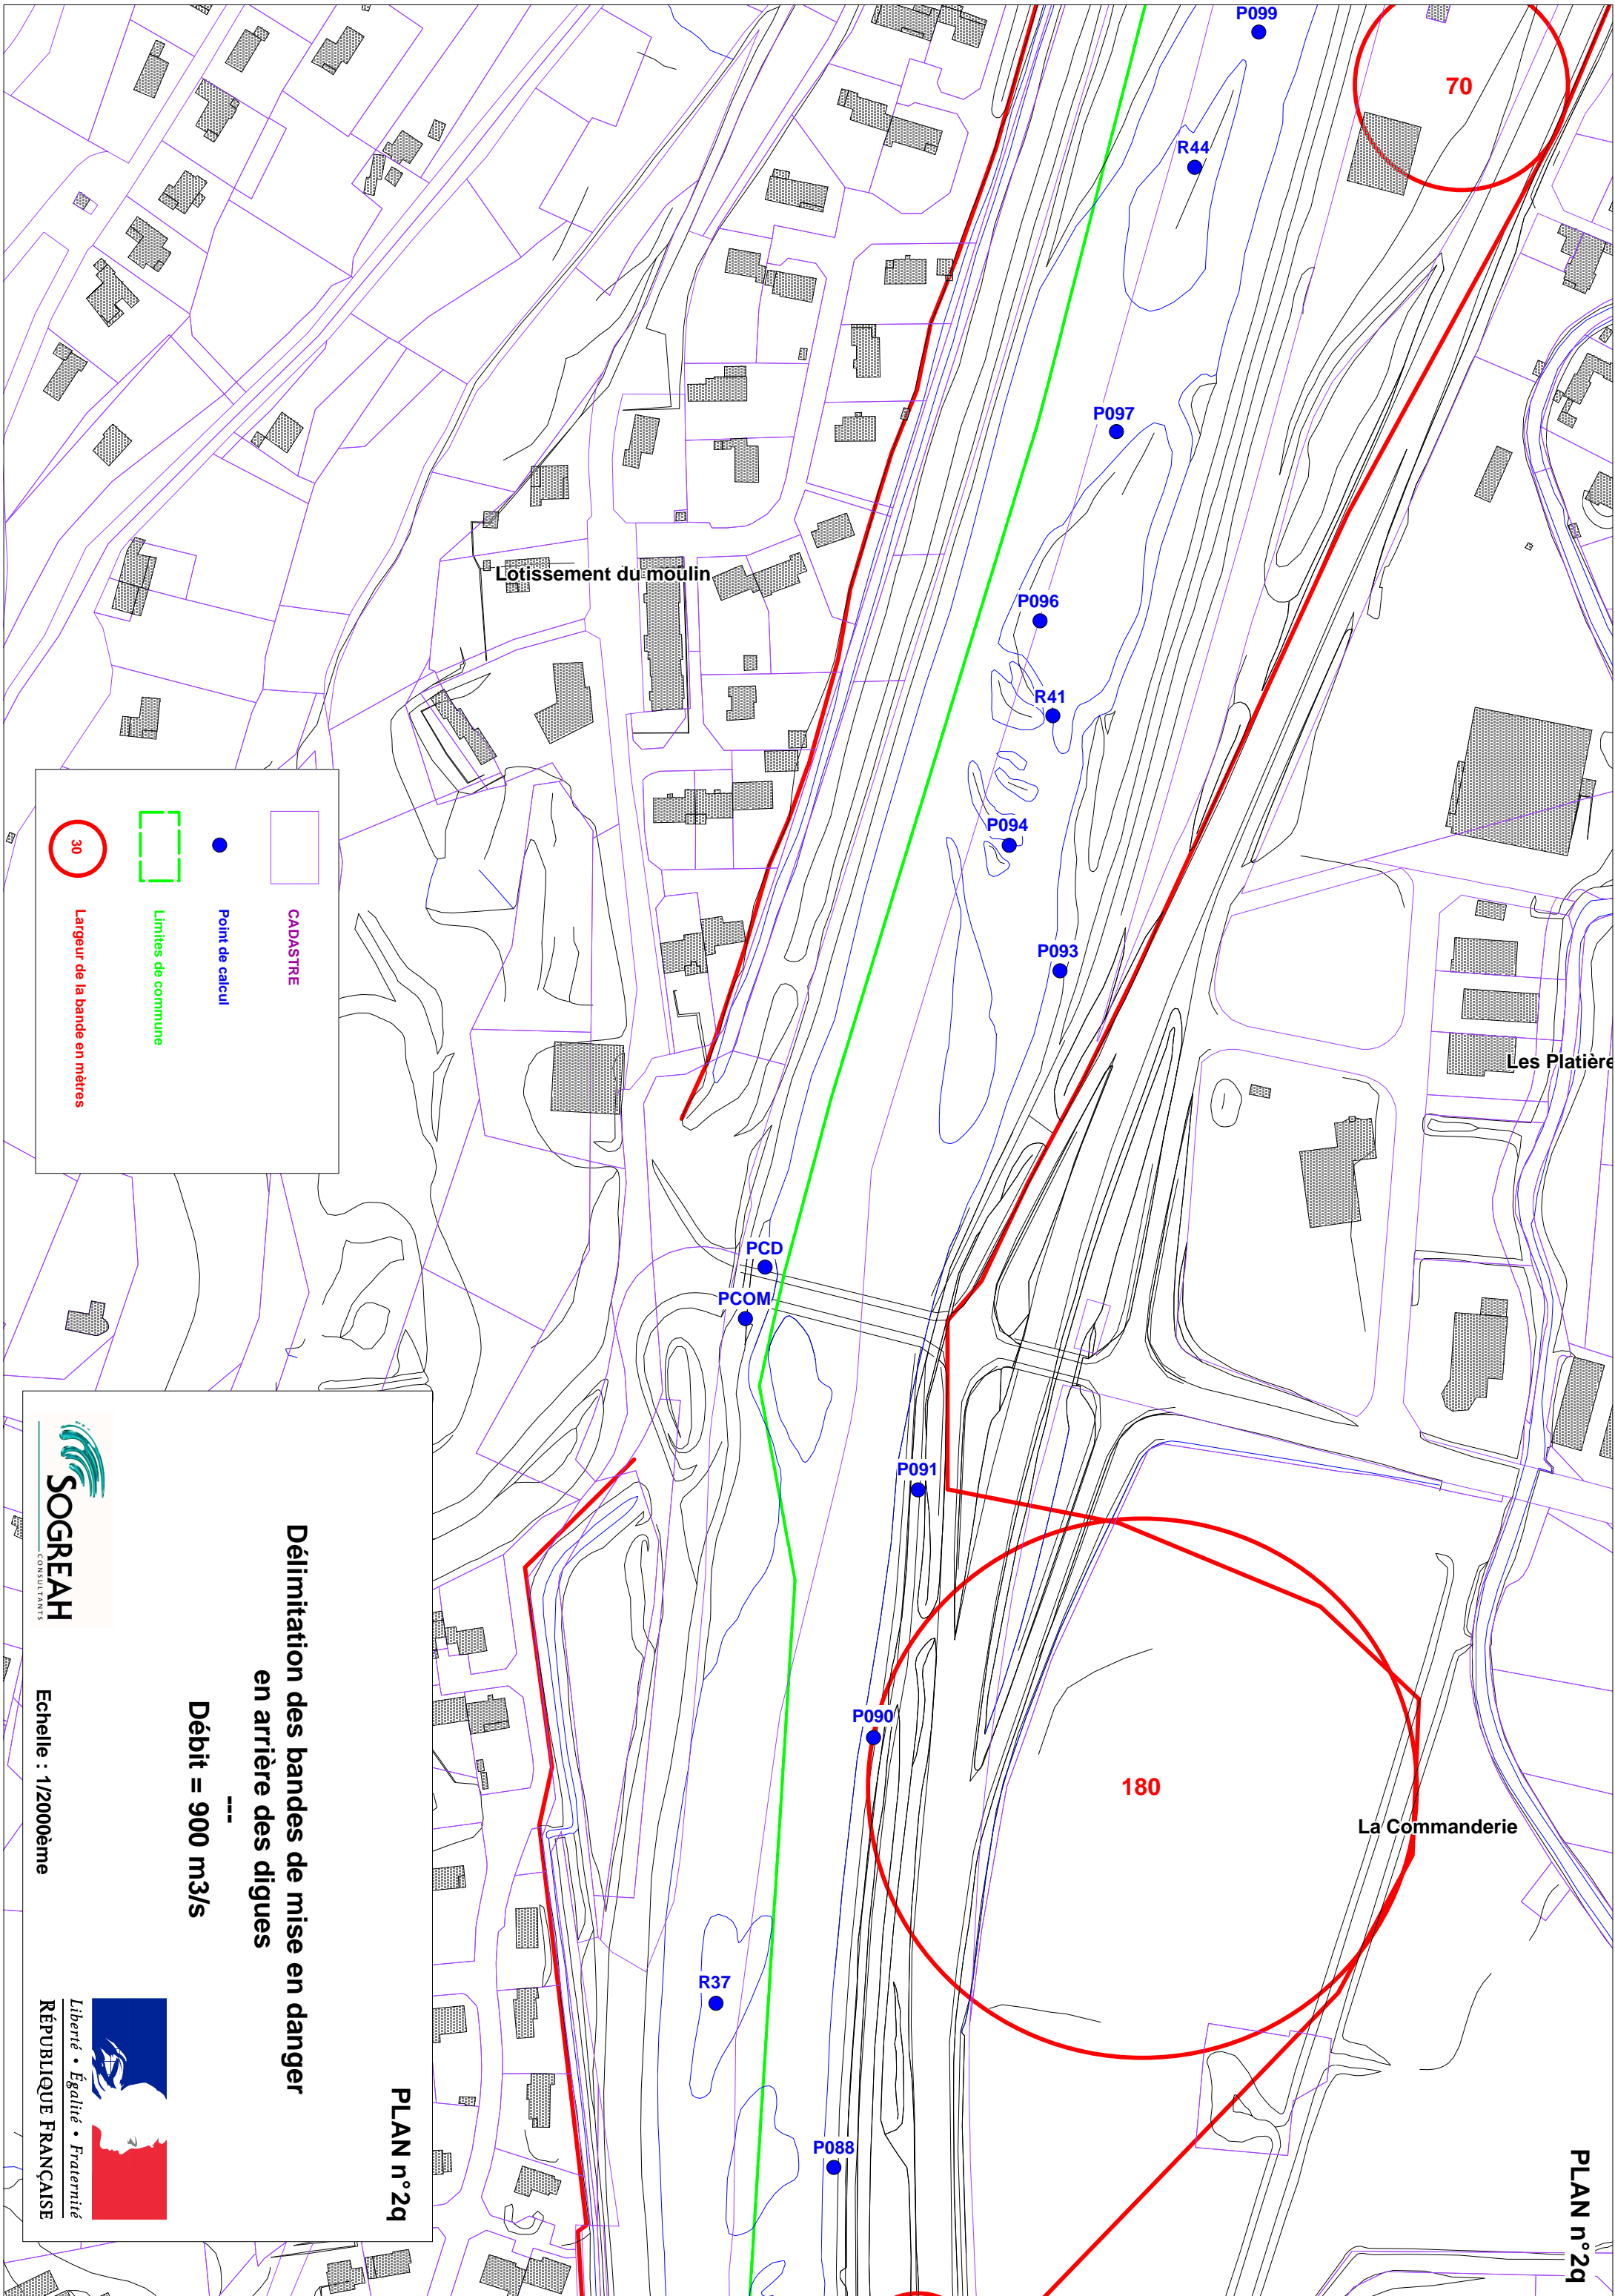 P099
70
R44
P097
Lotissement du moulin
P096
R41
P094
P093
Les Platière
PCD
PCOM
P091
P090
180
La Commanderie
R37
P088
PLAN n°2q
CADASTRE
Point de calcul
Limites de commune
30
Largeur de la bande en mètres
PLAN n°2q
Délimitation des bandes de mise en danger
en arrière des digues
---
Débit = 900 m3/s
SOGREAH
CONSULTANTS
Echelle : 1/2000ème
Liberté • Égalité • Fraternité
RÉPUBLIQUE FRANÇAISE